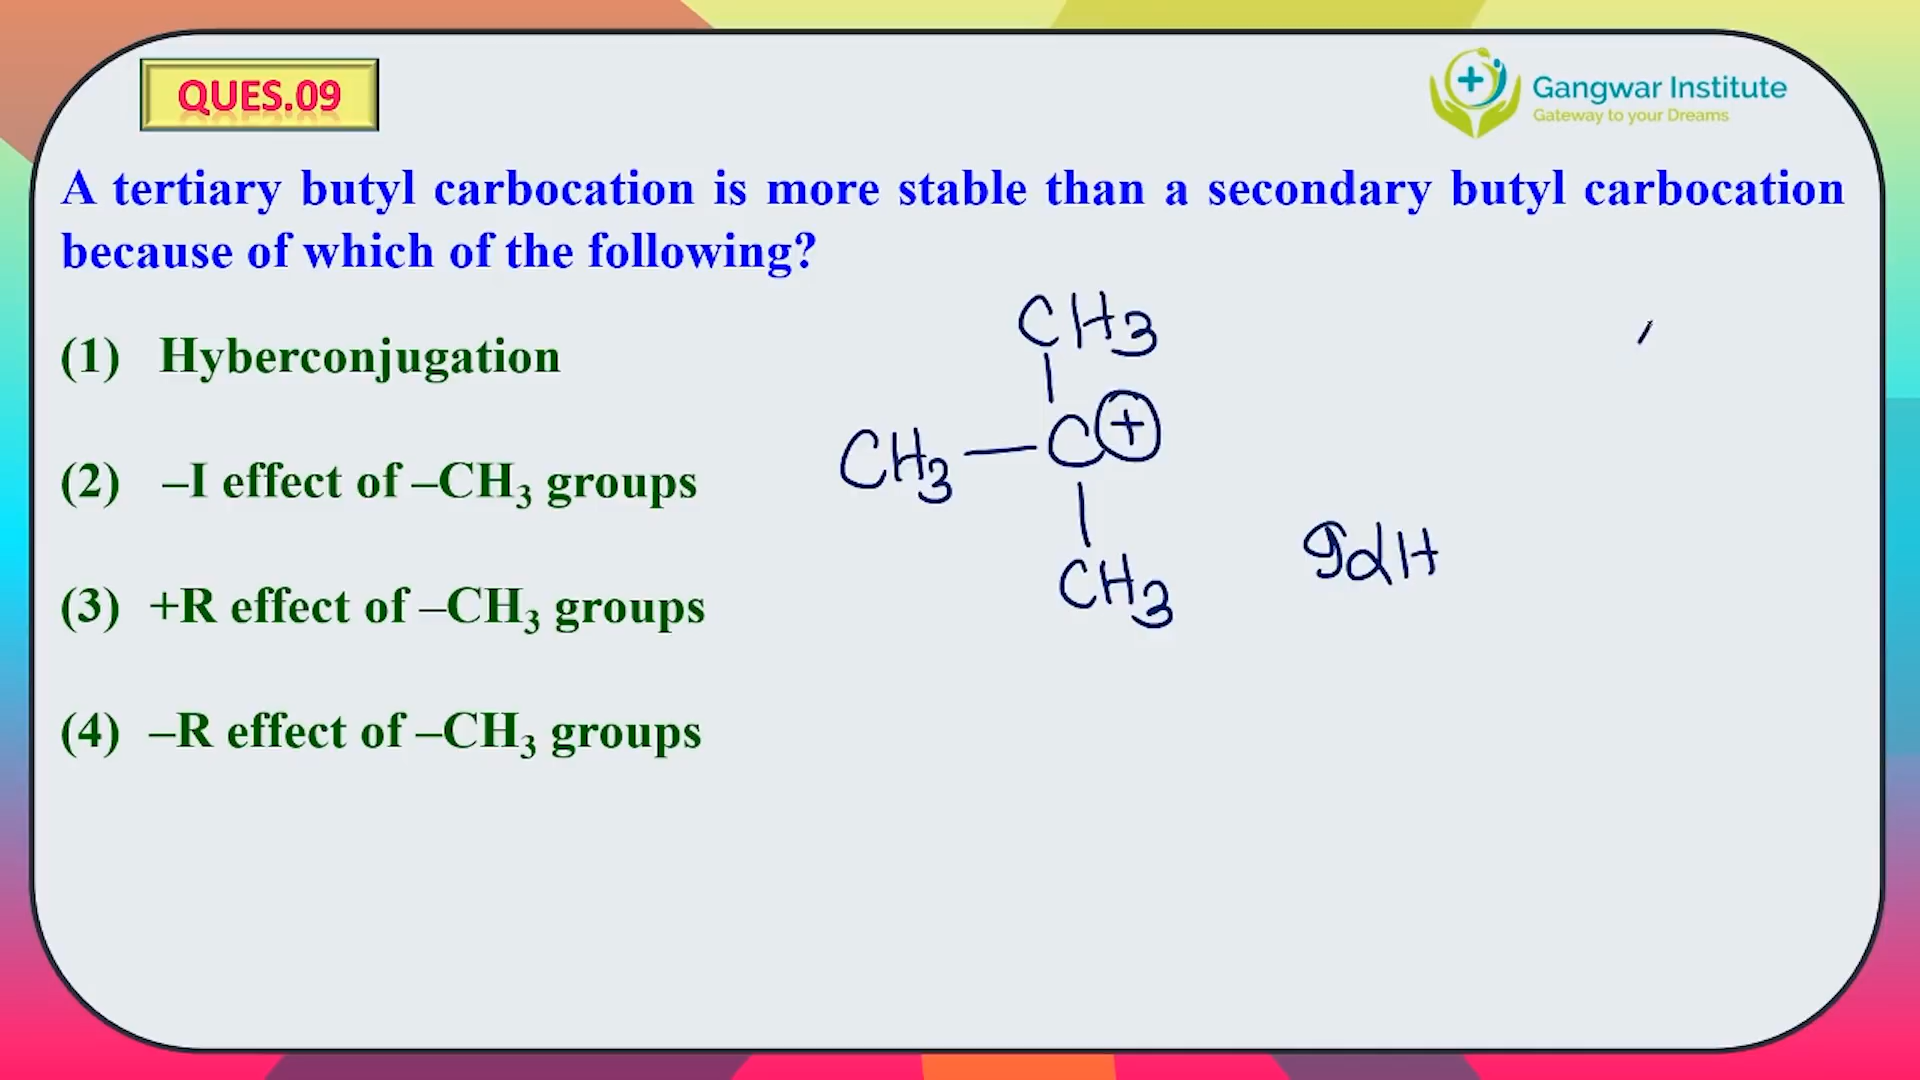 QUES.09
Gangwar Institute
Gateway to your Dreams
A tertiary butyl carbocation is more stable than a secondary butyl carbocation
because of which of the following?
(1) Hyberconjugation
(2) –I effect of –CH₃ groups
(3) +R effect of –CH₃ groups
(4) –R effect of –CH₃ groups
CH₃
CH₃—C⊕
CH₃
9αH